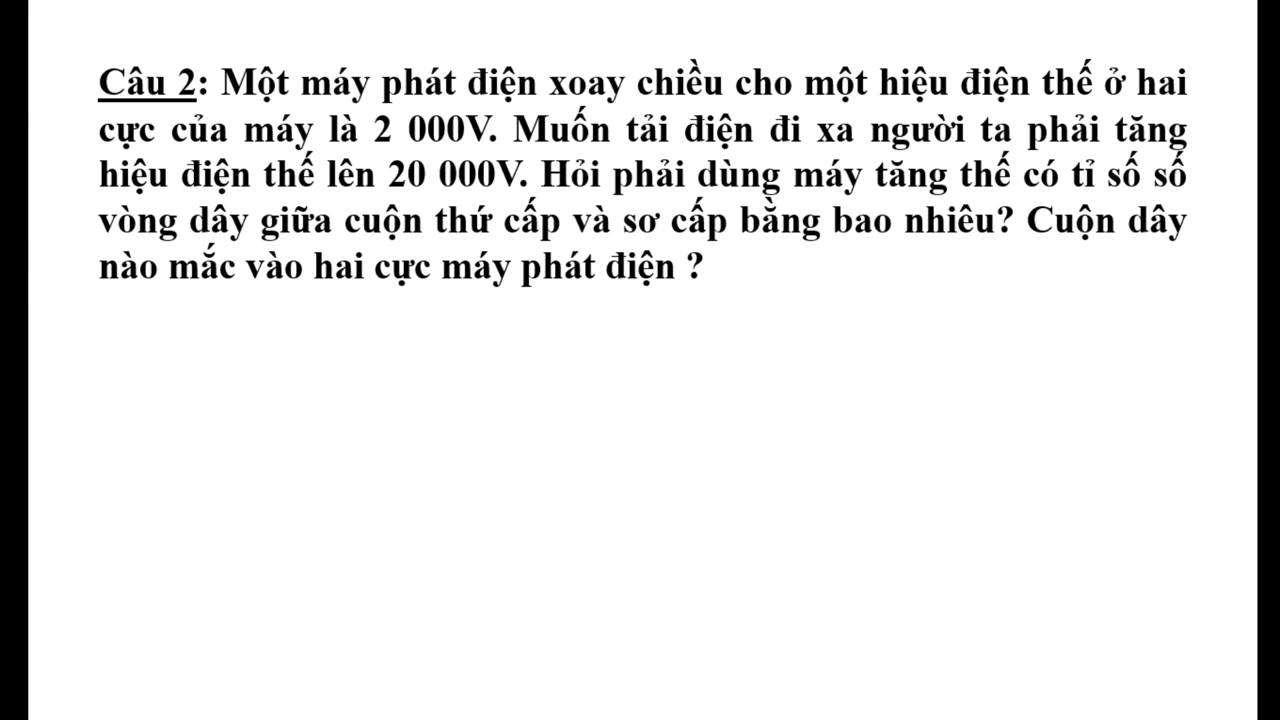 Câu 2: Một máy phát điện xoay chiều cho một hiệu điện thế ở hai
cực của máy là 2 000V. Muốn tải điện đi xa người ta phải tăng
hiệu điện thế lên 20 000V. Hỏi phải dùng máy tăng thế có tỉ số số
vòng dây giữa cuộn thứ cấp và sơ cấp bằng bao nhiêu? Cuộn dây
nào mắc vào hai cực máy phát điện ?